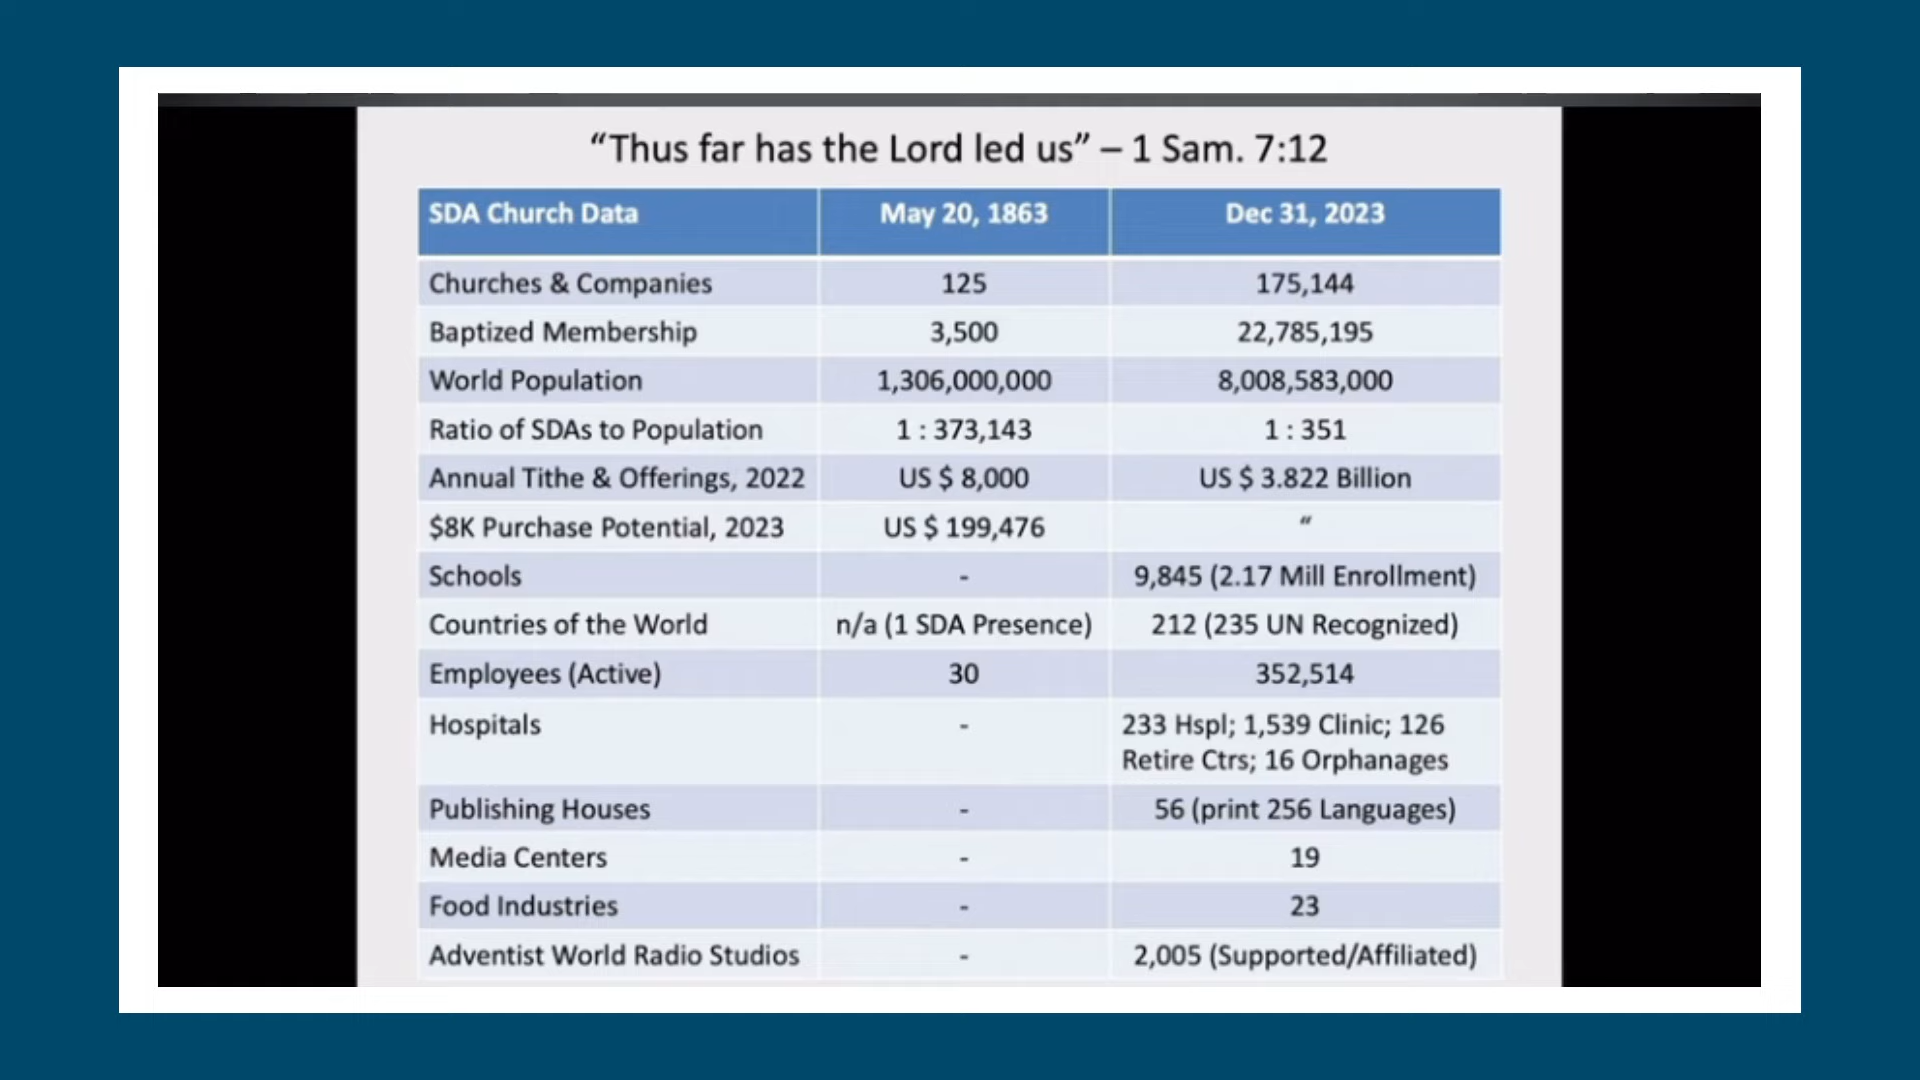 “Thus far has the Lord led us” – 1 Sam. 7:12
SDA Church Data May 20, 1863 Dec 31, 2023
Churches & Companies 125 175,144
Baptized Membership 3,500 22,785,195
World Population 1,306,000,000 8,008,583,000
Ratio of SDAs to Population 1 : 373,143 1 : 351
Annual Tithe & Offerings, 2022 US $ 8,000 US $ 3.822 Billion
$8K Purchase Potential, 2023 US $ 199,476 “
Schools - 9,845 (2.17 Mill Enrollment)
Countries of the World n/a (1 SDA Presence) 212 (235 UN Recognized)
Employees (Active) 30 352,514
Hospitals - 233 Hspl; 1,539 Clinic; 126
Retire Ctrs; 16 Orphanages
Publishing Houses - 56 (print 256 Languages)
Media Centers - 19
Food Industries - 23
Adventist World Radio Studios - 2,005 (Supported/Affiliated)